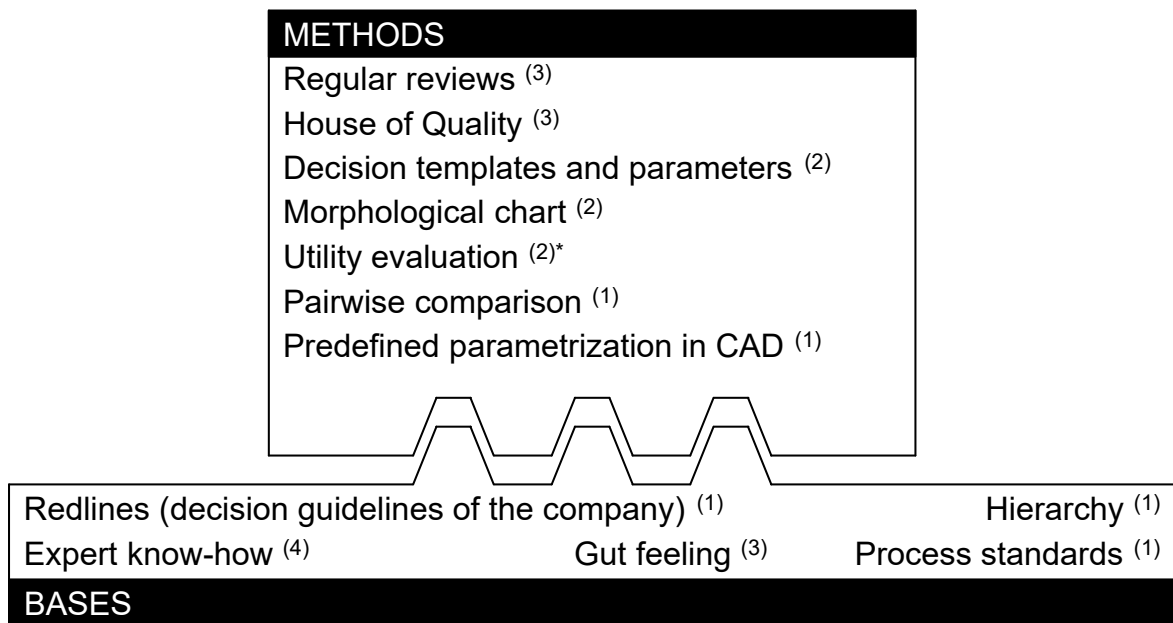 METHODS
Regular reviews (3)
House of Quality (3)
Decision templates and parameters (2)
Morphological chart (2)
Utility evaluation (2)*
Pairwise comparison (1)
Predefined parametrization in CAD (1)
Redlines (decision guidelines of the company) (1) Hierarchy (1)
Expert know-how (4) Gut feeling (3) Process standards (1)
BASES